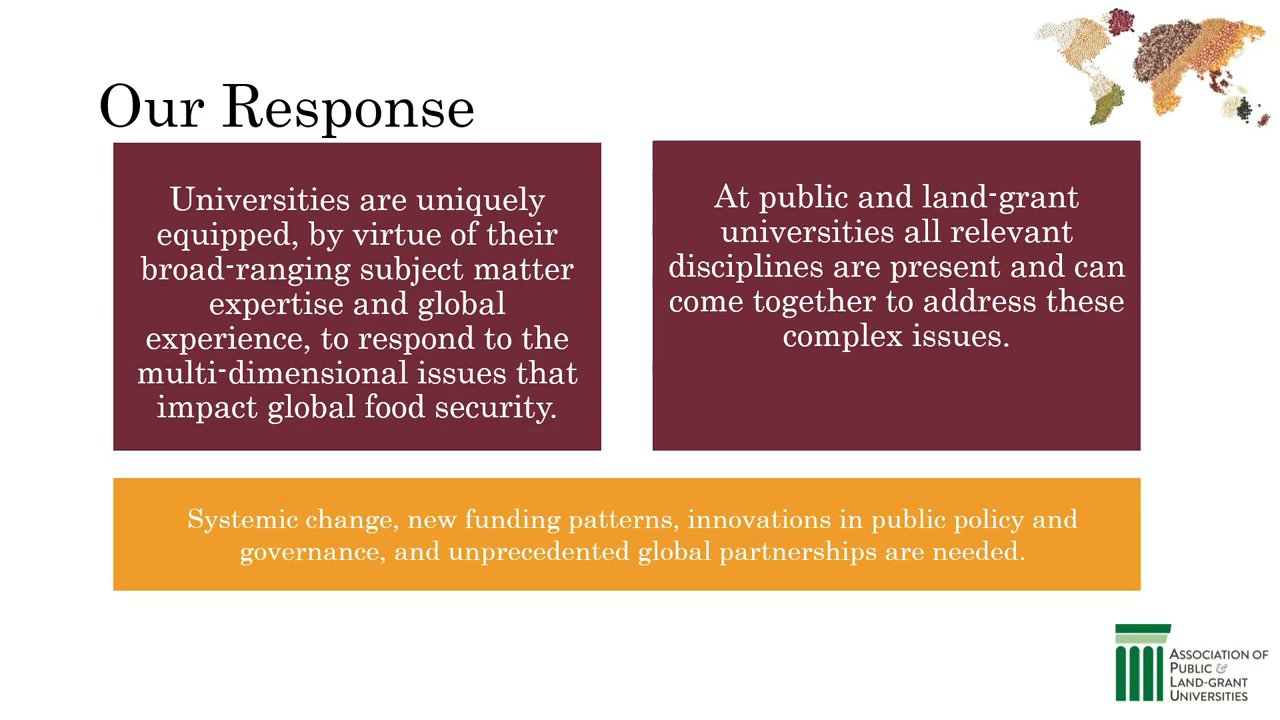 Our Response
Universities are uniquely
equipped, by virtue of their
broad-ranging subject matter
expertise and global
experience, to respond to the
multi-dimensional issues that
impact global food security.
At public and land-grant
universities all relevant
disciplines are present and can
come together to address these
complex issues.
Systemic change, new funding patterns, innovations in public policy and
governance, and unprecedented global partnerships are needed.
ASSOCIATION OF
PUBLIC &
LAND-GRANT
UNIVERSITIES